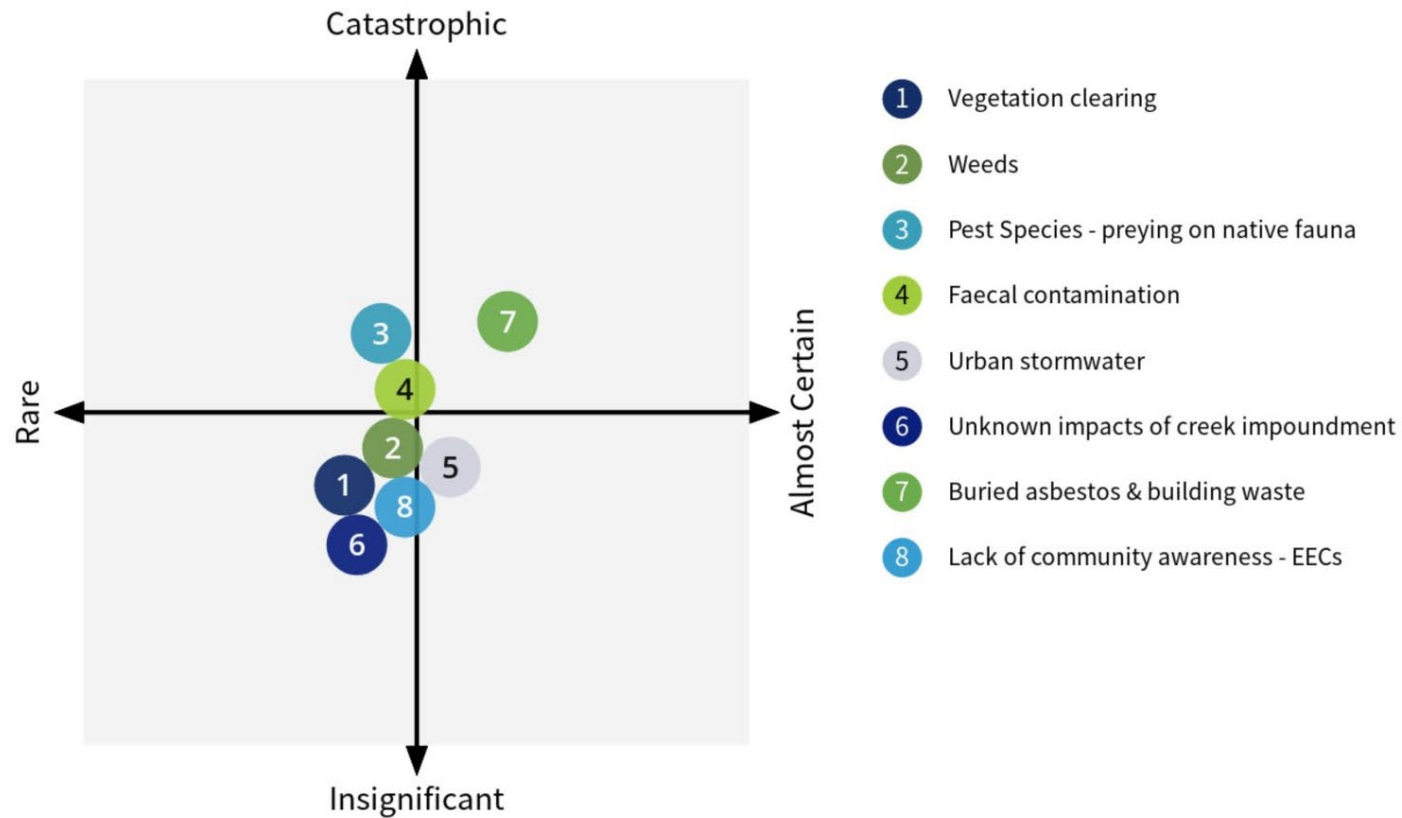 Catastrophic
3
7
4
Rare
Almost Certain
2
5
1
8
6
Insignificant
1 Vegetation clearing
2 Weeds
3 Pest Species - preying on native fauna
4 Faecal contamination
5 Urban stormwater
6 Unknown impacts of creek impoundment
7 Buried asbestos & building waste
8 Lack of community awareness - EECs